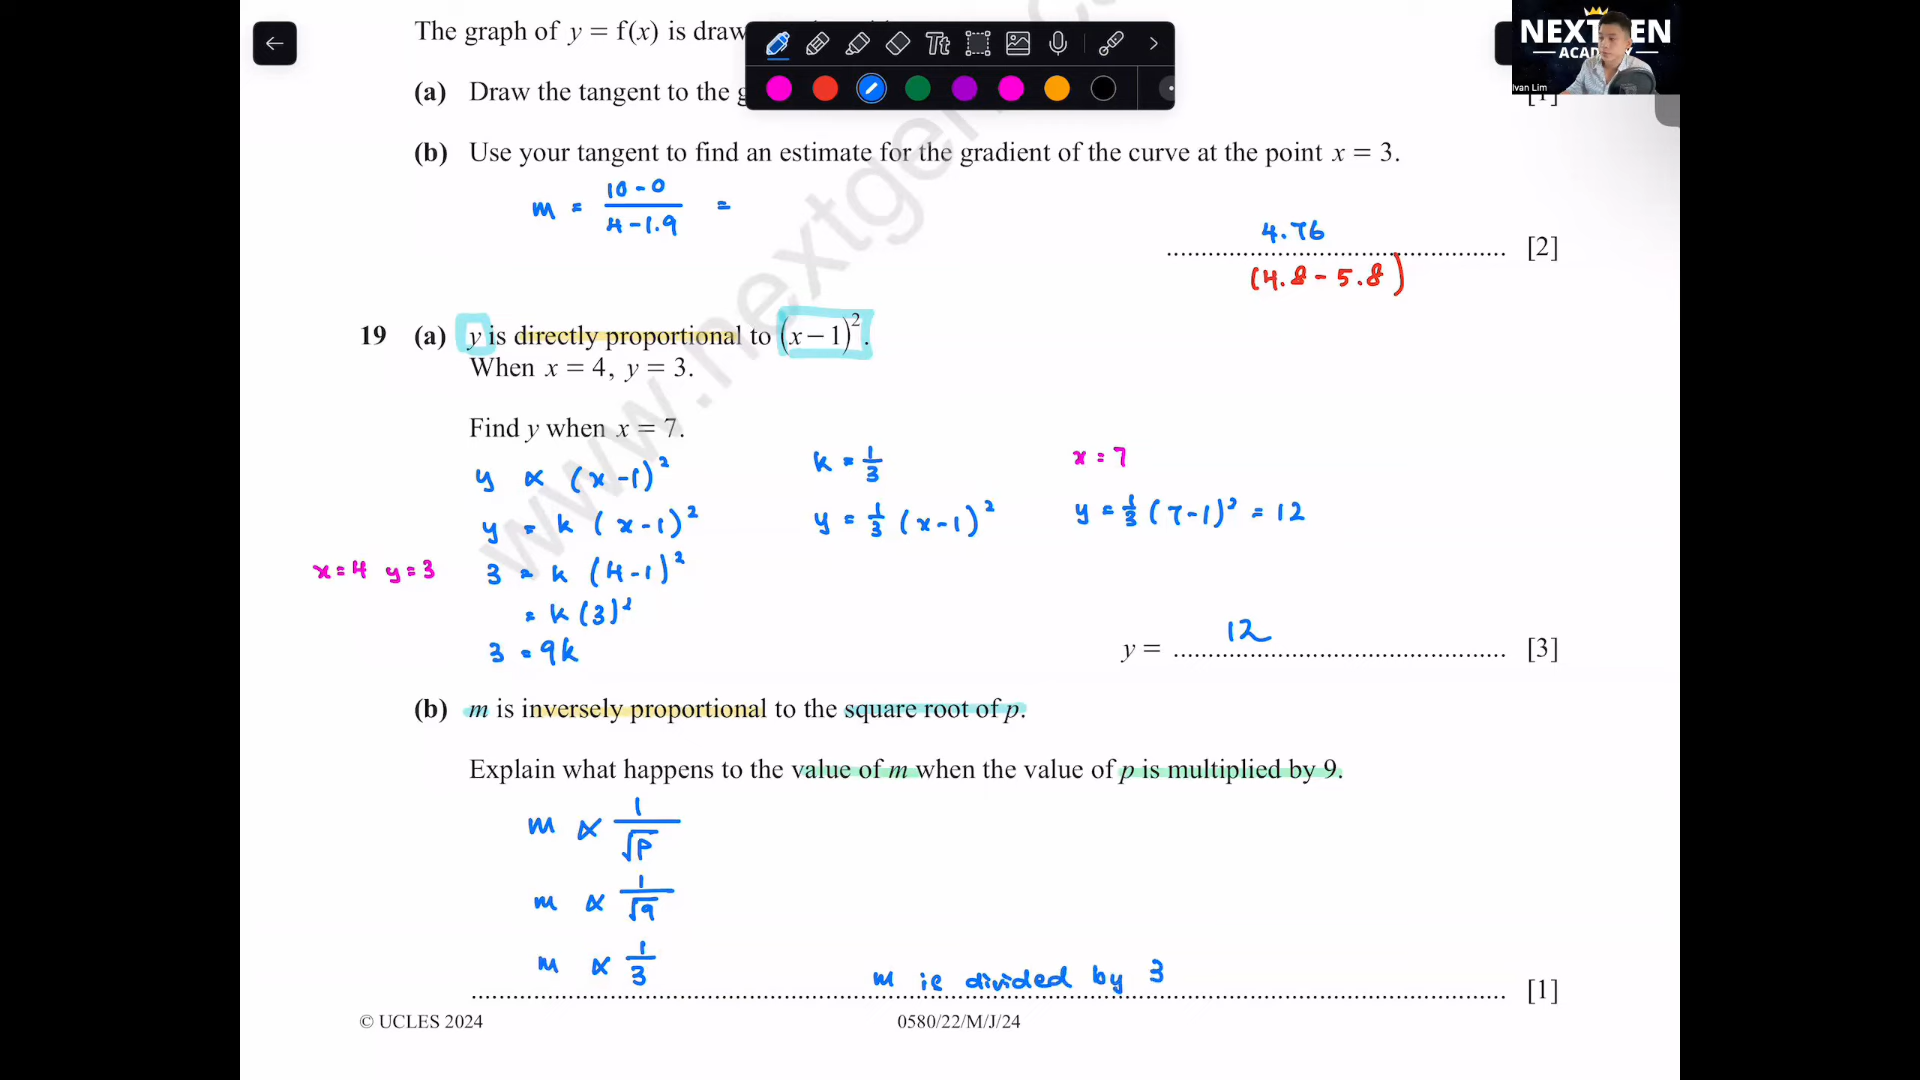 The graph of y = f(x) is draw
NEXTGEN
ACADEMY
Ivan Lim
(a) Draw the tangent to the g
[1]
(b) Use your tangent to find an estimate for the gradient of the curve at the point x = 3.
m = (10 - 0)/(4 - 1.9) =
4.76
[2]
(4.8 - 5.8)
19 (a) y is directly proportional to (x − 1)².
When x = 4, y = 3.
Find y when x = 7.
y ∝ (x - 1)² k = 1/3 x = 7
y = k (x - 1)² y = 1/3 (x - 1)² y = 1/3 (7 - 1)² = 12
x = 4 y = 3 3 = k (4 - 1)²
= k (3)²
3 = 9k
y = 12 [3]
(b) m is inversely proportional to the square root of p.
Explain what happens to the value of m when the value of p is multiplied by 9.
m ∝ 1/√p
m ∝ 1/√9
m ∝ 1/3
m is divided by 3 [1]
© UCLES 2024 0580/22/M/J/24
www.nextgen
Tt